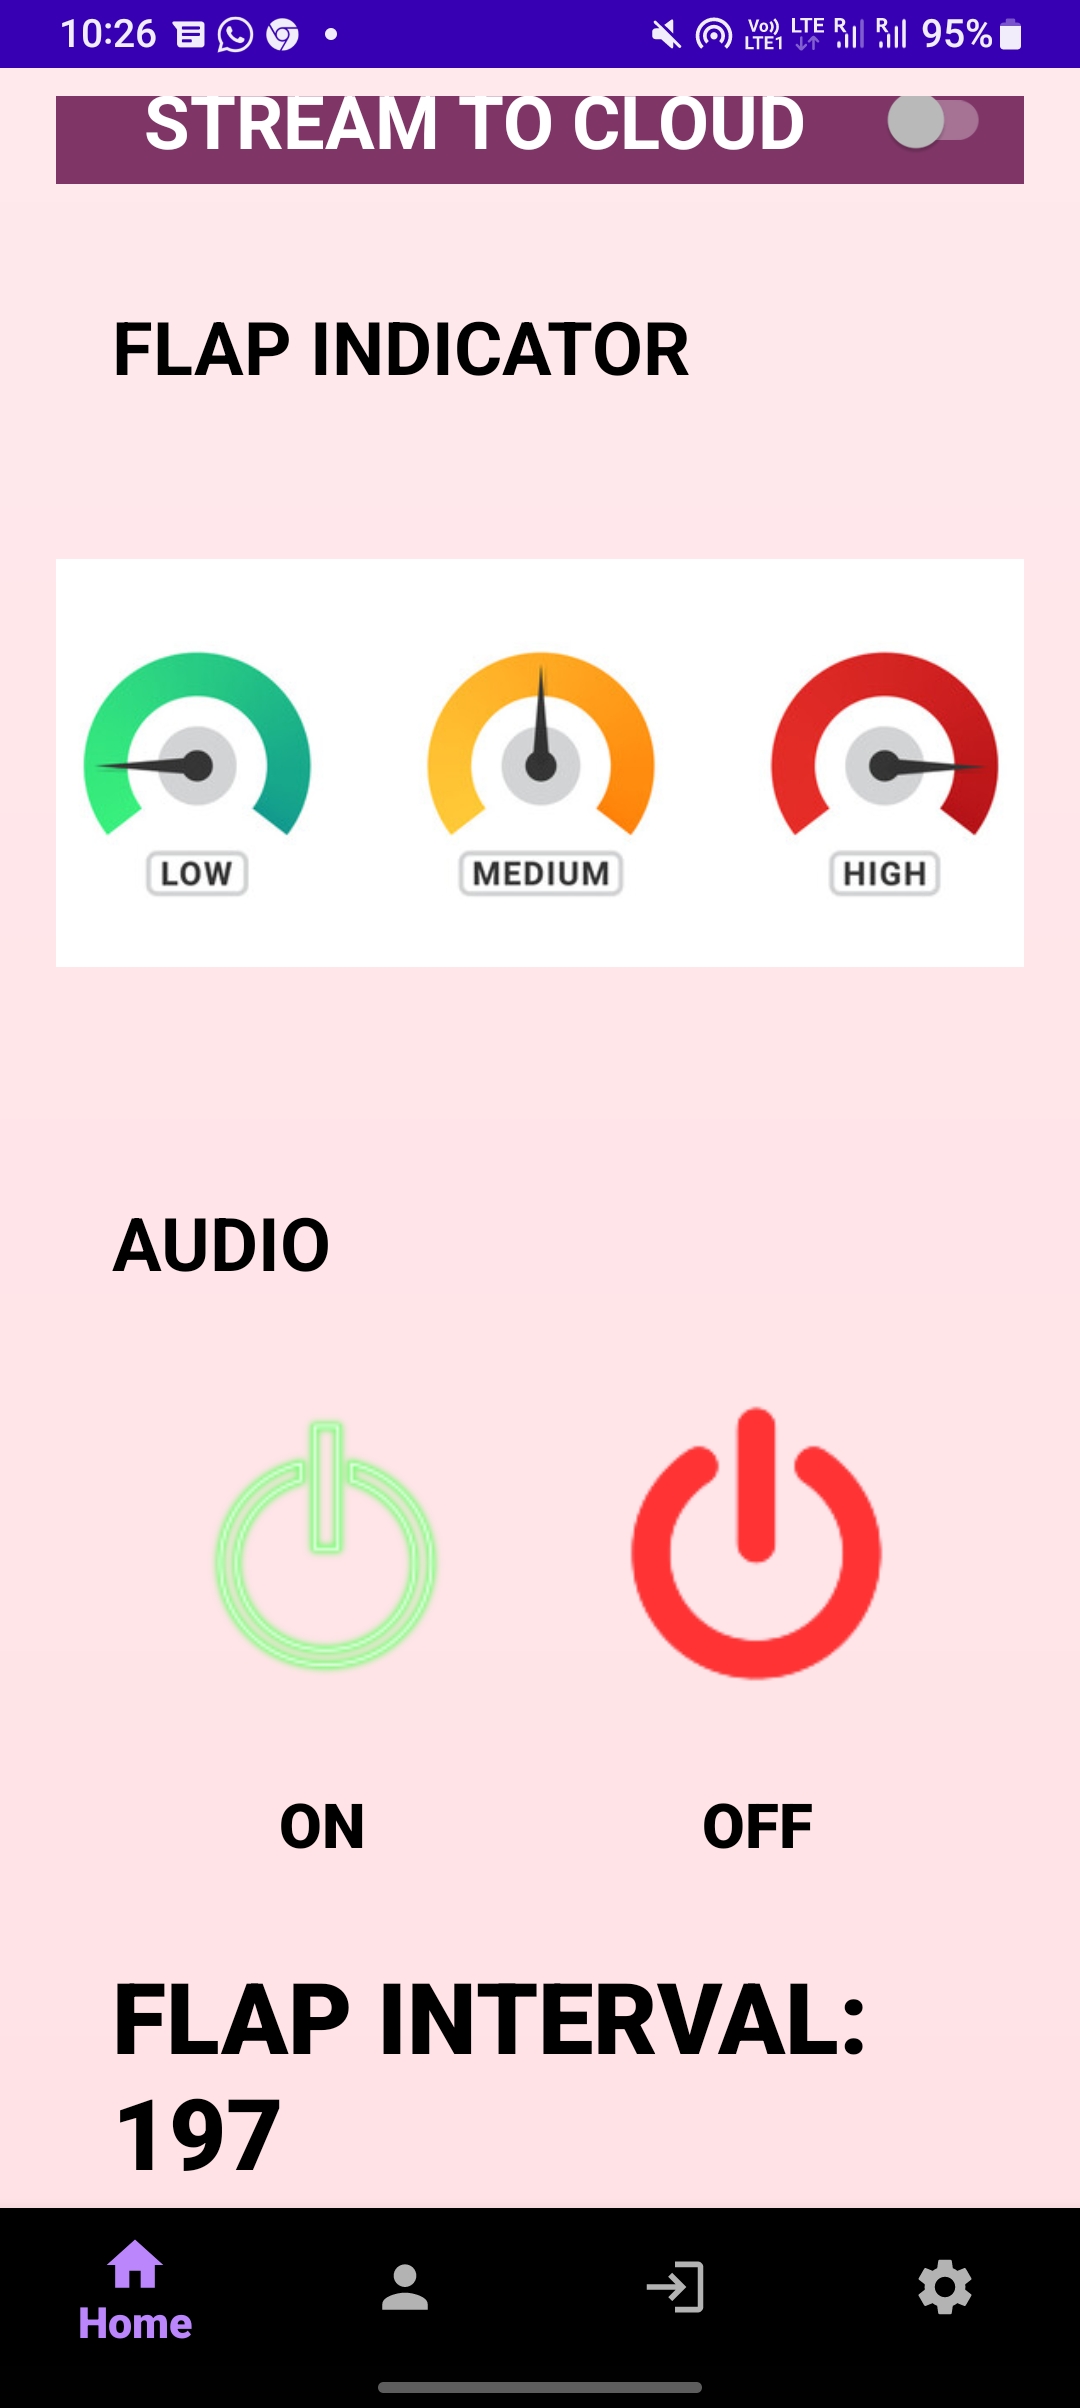 10:26 Vo)) LTE1 LTE R R 95%
STREAM TO CLOUD
FLAP INDICATOR
LOW MEDIUM HIGH
AUDIO
ON OFF
FLAP INTERVAL:
197
Home